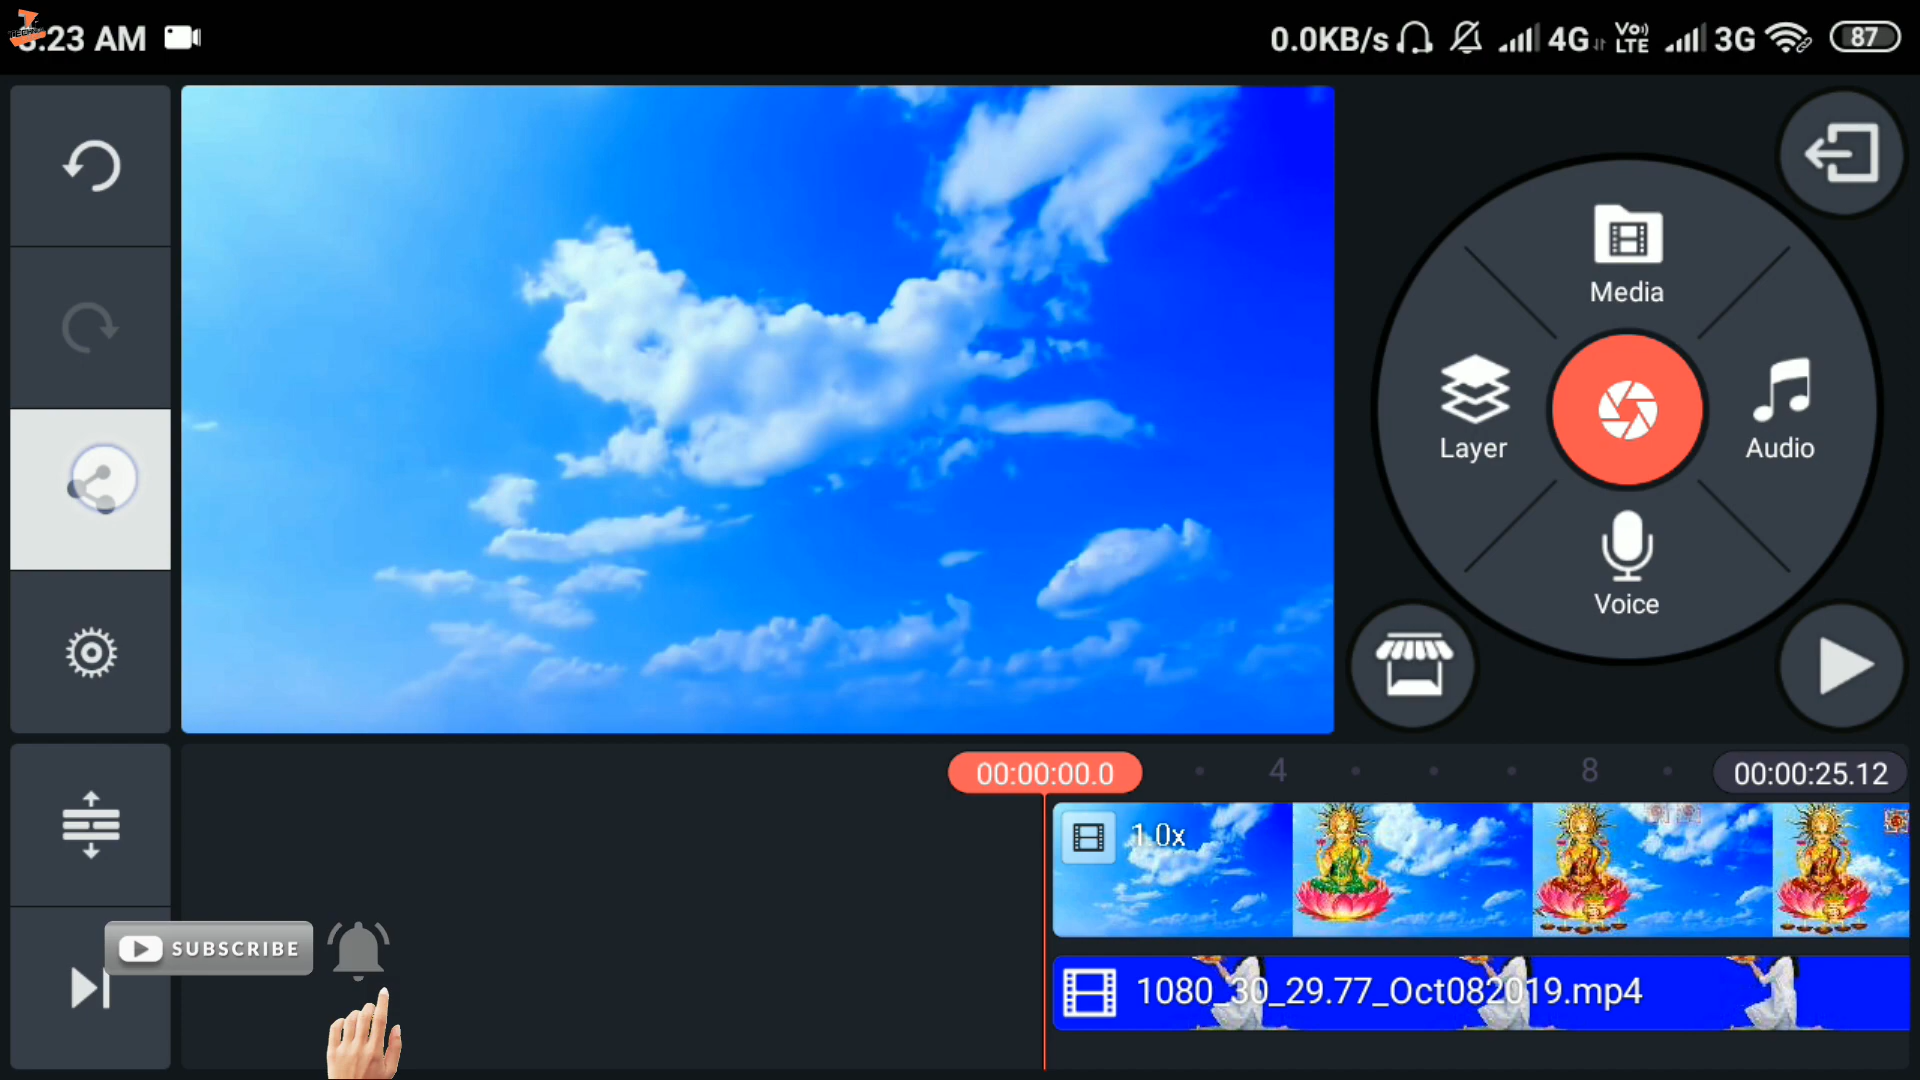 :23 AM
0.0KB/s 4G Vo) LTE 3G 87
Media
Layer
Audio
Voice
00:00:00.0 4 8 00:00:25.12
1.0x
SUBSCRIBE
1080_30_29.77_Oct082019.mp4